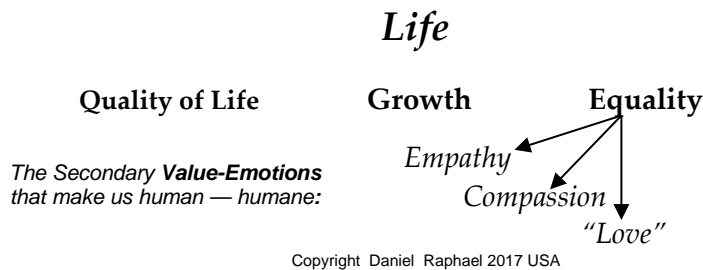 Life
Quality of Life Growth Equality
Empathy
The Secondary Value-Emotions
that make us human — humane:
Compassion
“Love”
Copyright Daniel Raphael 2017 USA